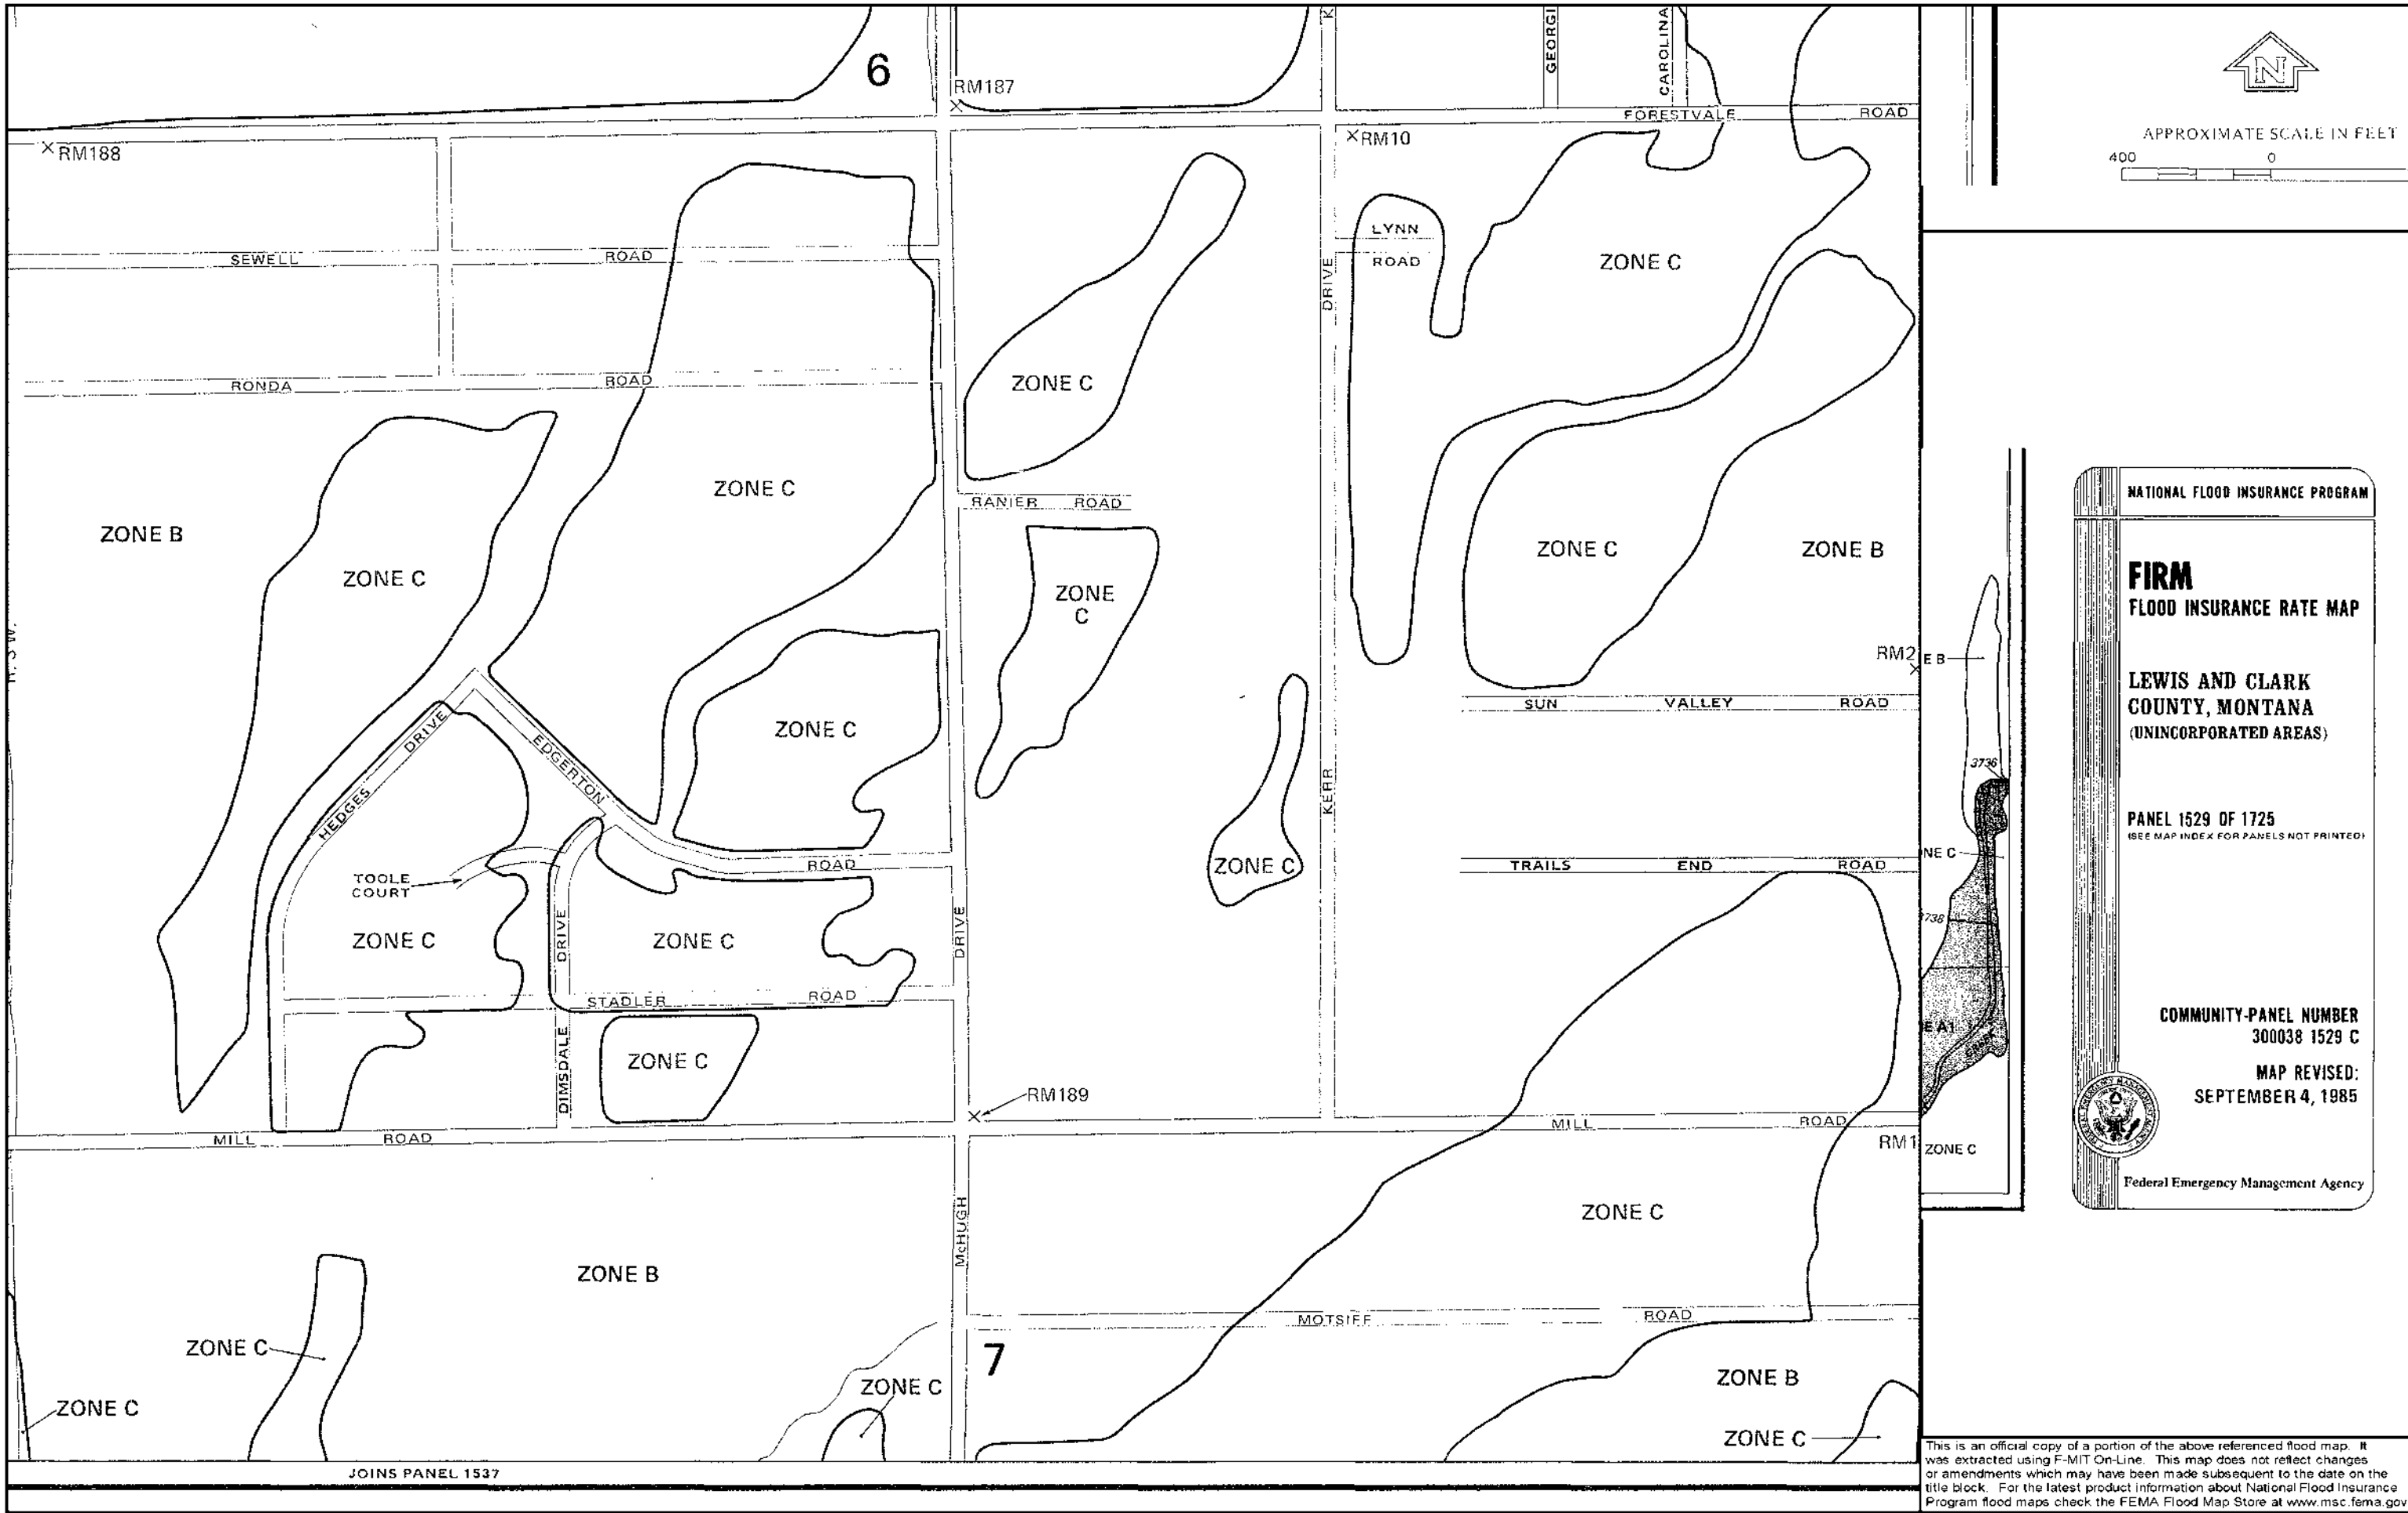 6
K
GEORGI
CAROLINA
RM187
FORESTVALE ROAD
RM188
RM10
LYNN
ROAD
SEWELL ROAD
DRIVE
ZONE C
RONDA ROAD
ZONE C
ZONE C
RANIER ROAD
ZONE B
ZONE C
ZONE
C
ZONE C
ZONE B
RM2
E B
SUN VALLEY ROAD
HEDGES DRIVE
EDGERTON
ZONE C
KERR
3736
ROAD
ZONE C
TRAILS END ROAD
NE C
TOOLE
COURT
ZONE C
DRIVE
ZONE C
DRIVE
3738
STADLER ROAD
DIMSDALE
ZONE C
E A1
RM189
MILL ROAD
MILL ROAD
RM1
ZONE C
McHUGH
ZONE C
ZONE B
MOTSIFF ROAD
ZONE C
7
ZONE C
ZONE B
ZONE C
ZONE C
JOINS PANEL 1537
N
APPROXIMATE SCALE IN FEET
400 0
NATIONAL FLOOD INSURANCE PROGRAM
FIRM
FLOOD INSURANCE RATE MAP
LEWIS AND CLARK
COUNTY, MONTANA
(UNINCORPORATED AREAS)
PANEL 1529 OF 1725
(SEE MAP INDEX FOR PANELS NOT PRINTED)
COMMUNITY-PANEL NUMBER
300038 1529 C
MAP REVISED:
SEPTEMBER 4, 1985
Federal Emergency Management Agency
This is an official copy of a portion of the above referenced flood map. It
was extracted using F-MIT On-Line. This map does not reflect changes
or amendments which may have been made subsequent to the date on the
title block. For the latest product information about National Flood Insurance
Program flood maps check the FEMA Flood Map Store at www.msc.fema.gov